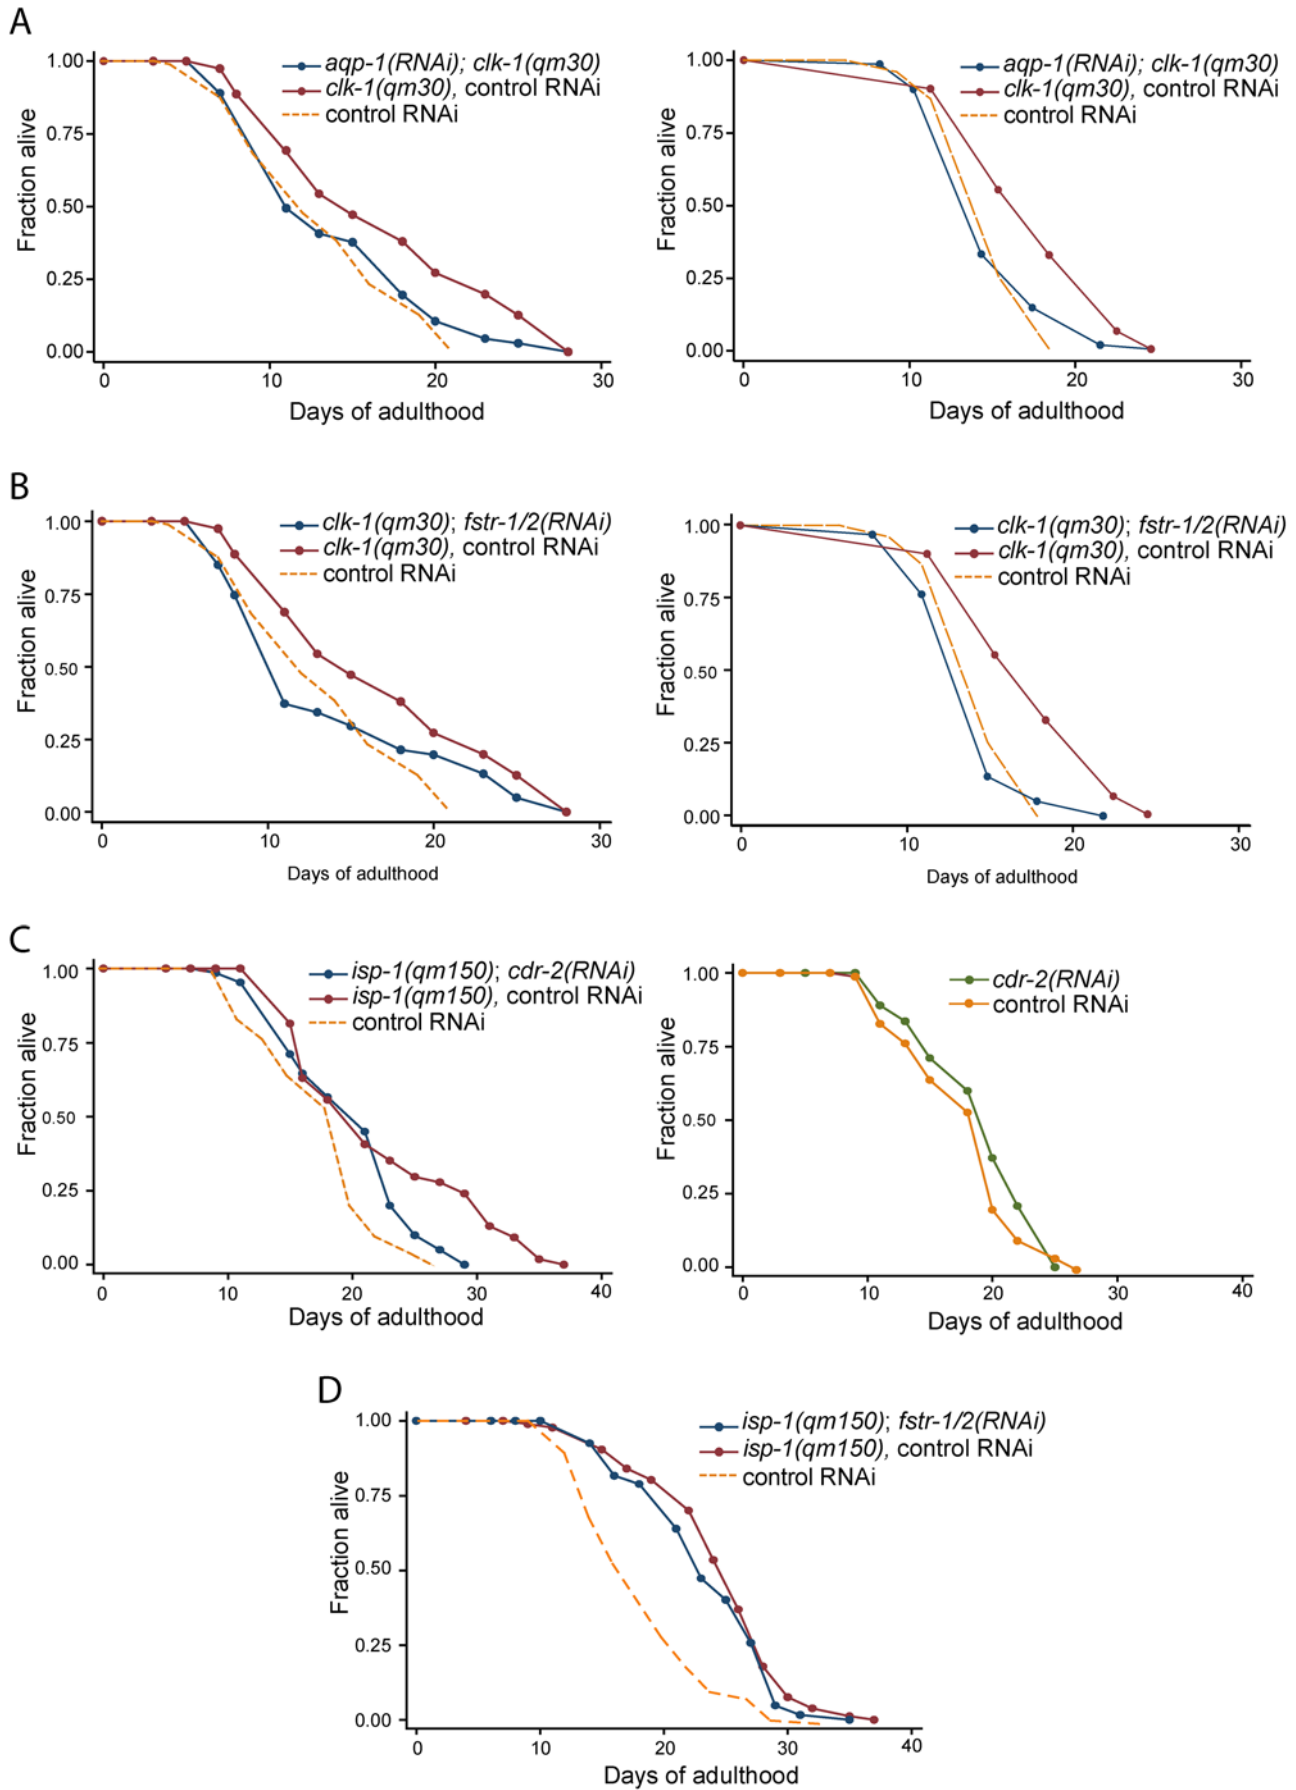 A
1.00
0.75
0.50
0.25
0.00
Fraction alive
aqp-1(RNAi); clk-1(qm30)
clk-1(qm30), control RNAi
control RNAi
0 10 20 30
Days of adulthood
1.00
0.75
0.50
0.25
0.00
Fraction alive
aqp-1(RNAi); clk-1(qm30)
clk-1(qm30), control RNAi
control RNAi
0 10 20 30
Days of adulthood
B
1.00
0.75
0.50
0.25
0.00
Fraction alive
clk-1(qm30); fstr-1/2(RNAi)
clk-1(qm30), control RNAi
control RNAi
0 10 20 30
Days of adulthood
1.00
0.75
0.50
0.25
0.00
Fraction alive
clk-1(qm30); fstr-1/2(RNAi)
clk-1(qm30), control RNAi
control RNAi
0 10 20 30
Days of adulthood
C
1.00
0.75
0.50
0.25
0.00
Fraction alive
isp-1(qm150); cdr-2(RNAi)
isp-1(qm150), control RNAi
control RNAi
0 10 20 30 40
Days of adulthood
1.00
0.75
0.50
0.25
0.00
Fraction alive
cdr-2(RNAi)
control RNAi
0 10 20 30 40
Days of adulthood
D
1.00
0.75
0.50
0.25
0.00
Fraction alive
isp-1(qm150); fstr-1/2(RNAi)
isp-1(qm150), control RNAi
control RNAi
0 10 20 30 40
Days of adulthood